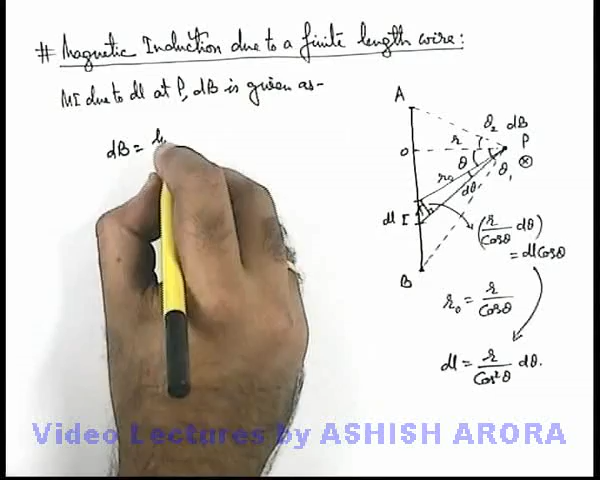 # Magnetic Induction due to a finite length wire:
MI due to dl at P, dB is given as-
dB = μ
A
θ₂ dB
r
P
O
θ
θ₁
⊗
r₀
dθ
dl
I
(r/cosθ dθ)
= dl cosθ
B
r₀ = r/cosθ
dl = r/cos²θ dθ.
Video Lectures by ASHISH ARORA